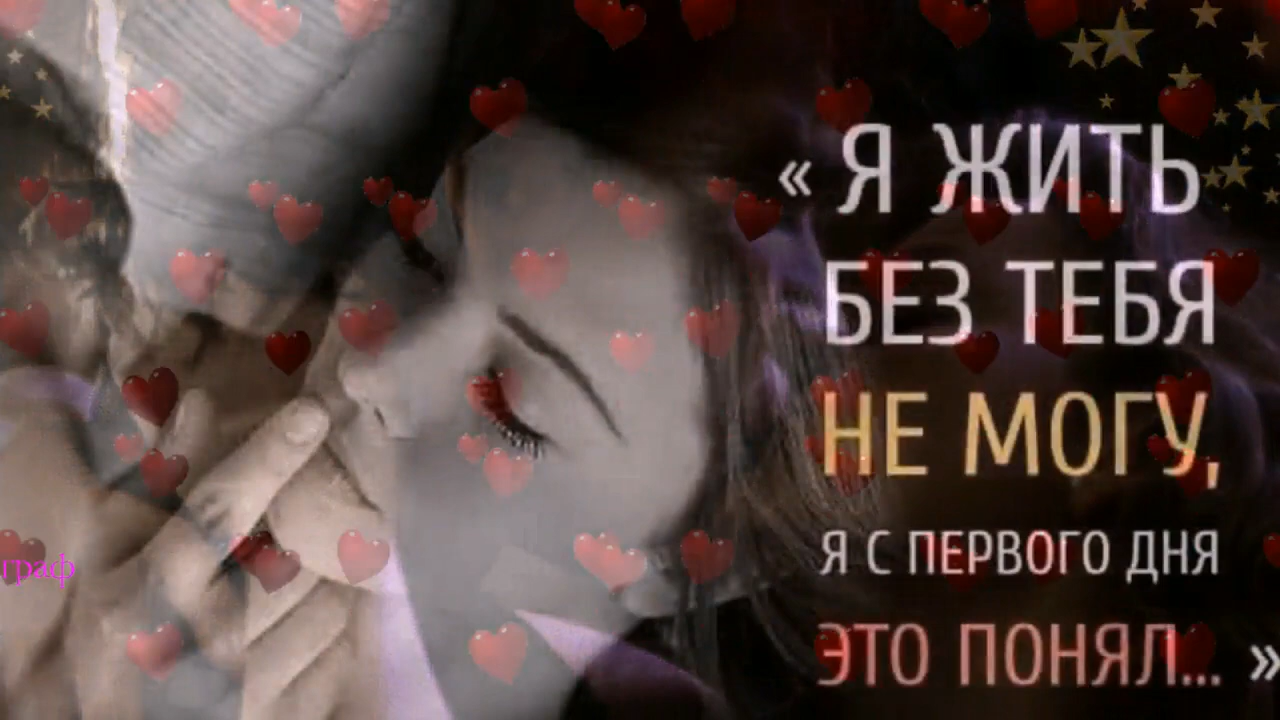 « Я ЖИТЬ
БЕЗ ТЕБЯ
НЕ МОГУ,
Я С ПЕРВОГО ДНЯ
ЭТО ПОНЯЛ... »
граф